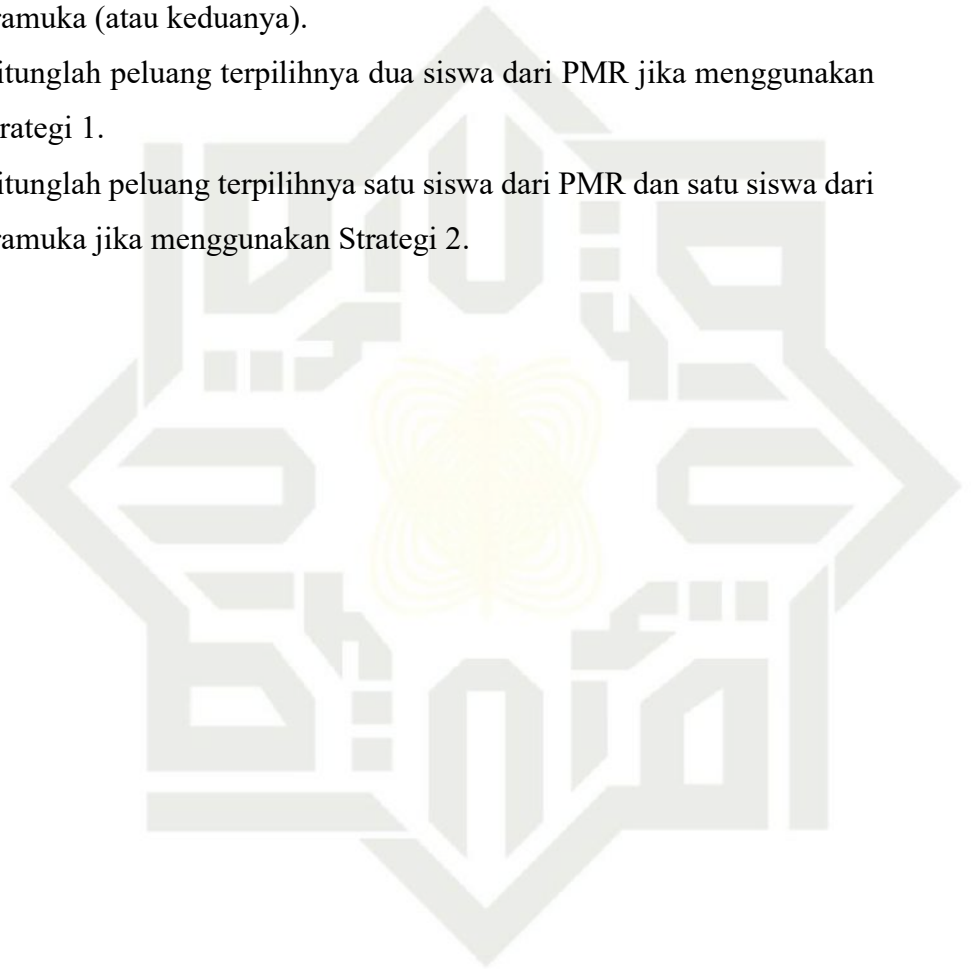 ramuka (atau keduanya).
itunglah peluang terpilihnya dua siswa dari PMR jika menggunakan
rategi 1.
itunglah peluang terpilihnya satu siswa dari PMR dan satu siswa dari
ramuka jika menggunakan Strategi 2.